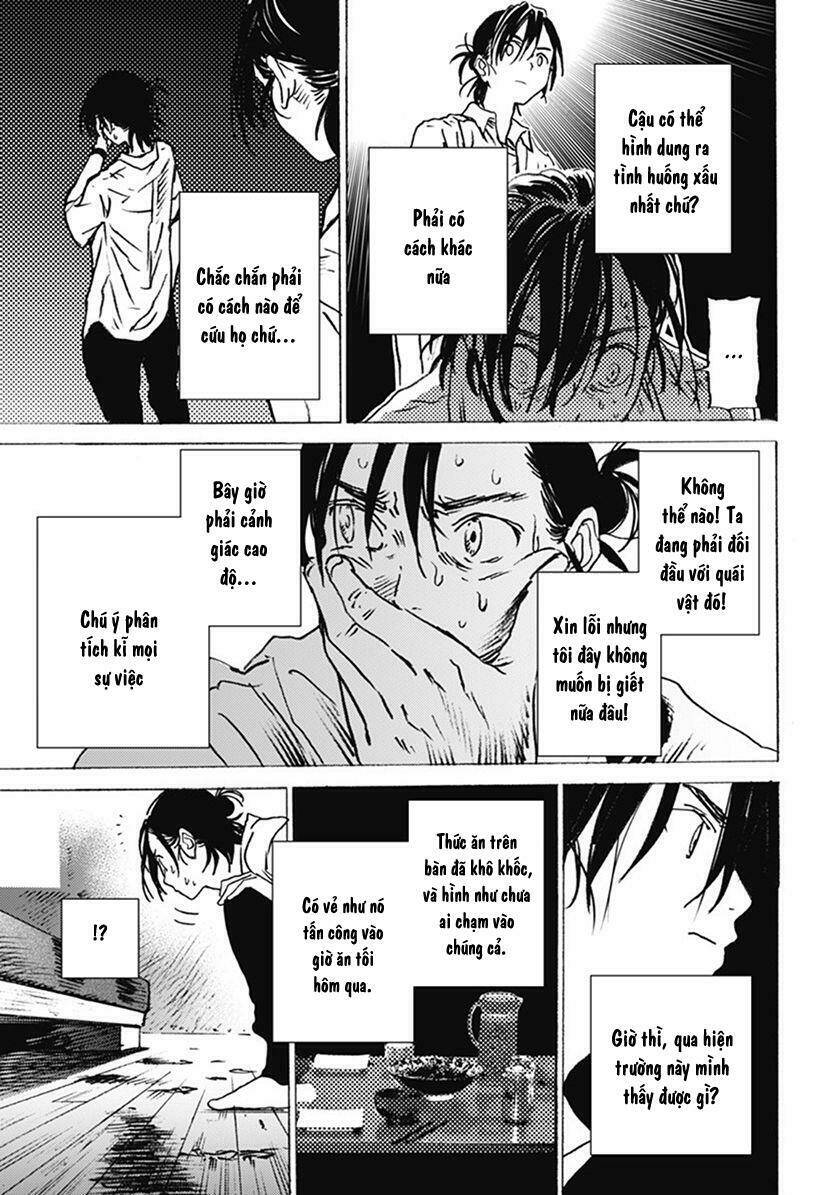 Cậu có thể
hình dung ra
tình huống xấu
nhất chứ?
...
Phải có
cách khác
nữa
Chắc chắn phải
có cách nào để
cứu họ chứ...
Không
thể nào! Ta
đang phải đối
đầu với quái
vật đó!
Xin lỗi nhưng
tôi đây không
muốn bị giết
nữa đâu!
Bây giờ
phải cảnh
giác cao
độ...
Chú ý phân
tích kĩ mọi
sự việc
Giờ thì, qua hiện
trường này mình
thấy được gì?
Thức ăn trên
bàn đã khô khốc,
và hình như chưa
ai chạm vào
chúng cả.
Có vẻ như nó
tấn công vào
giờ ăn tối
hôm qua.
!?